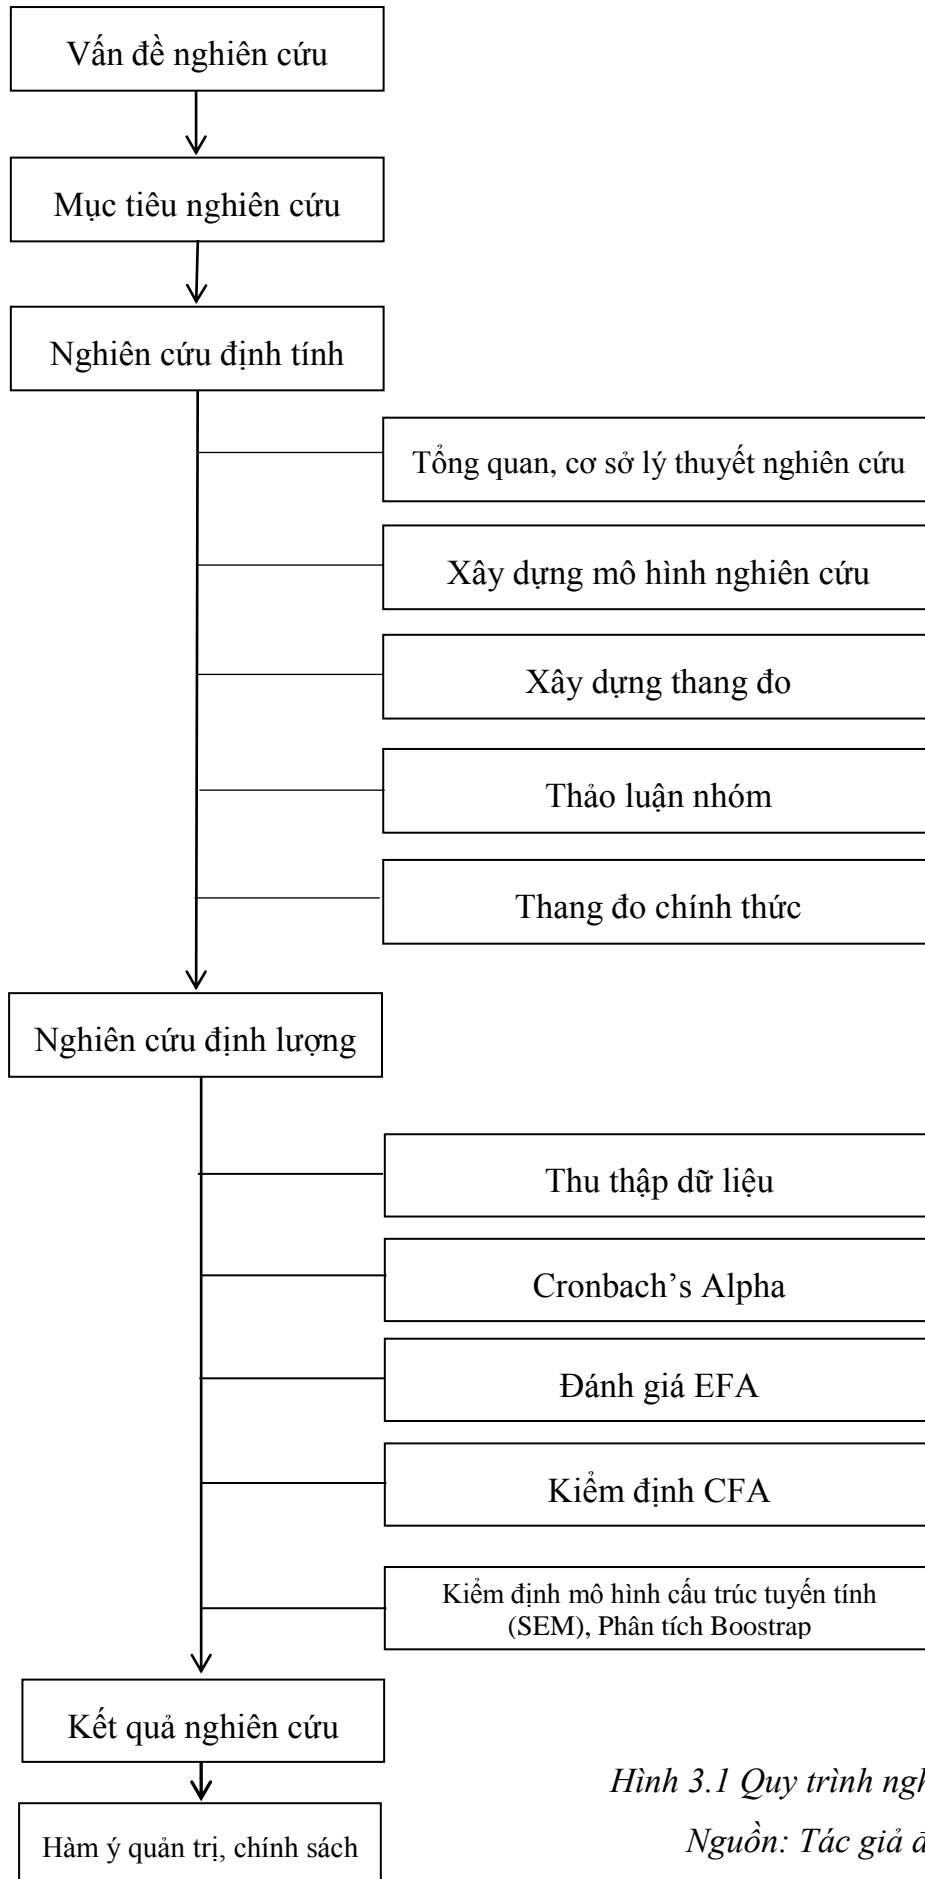 Vấn đề nghiên cứu
Mục tiêu nghiên cứu
Nghiên cứu định tính
Tổng quan, cơ sở lý thuyết nghiên cứu
Xây dựng mô hình nghiên cứu
Xây dựng thang đo
Thảo luận nhóm
Thang đo chính thức
Nghiên cứu định lượng
Thu thập dữ liệu
Cronbach’s Alpha
Đánh giá EFA
Kiểm định CFA
Kiểm định mô hình cấu trúc tuyến tính
(SEM), Phân tích Boostrap
Kết quả nghiên cứu
Hàm ý quản trị, chính sách
Hình 3.1 Quy trình
Nguồn: Tác giả